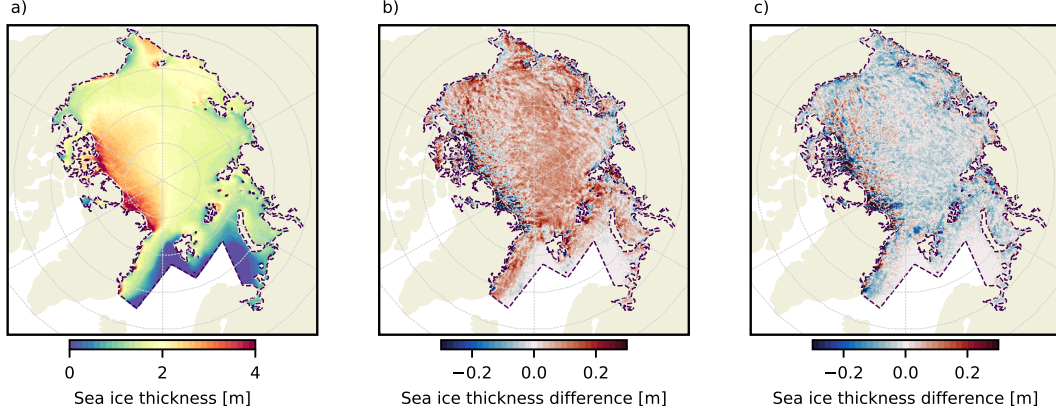 a)
b)
c)
0
2
4
−0.2
0.0
0.2
−0.2
0.0
0.2
Sea ice thickness [m]
Sea ice thickness difference [m]
Sea ice thickness difference [m]